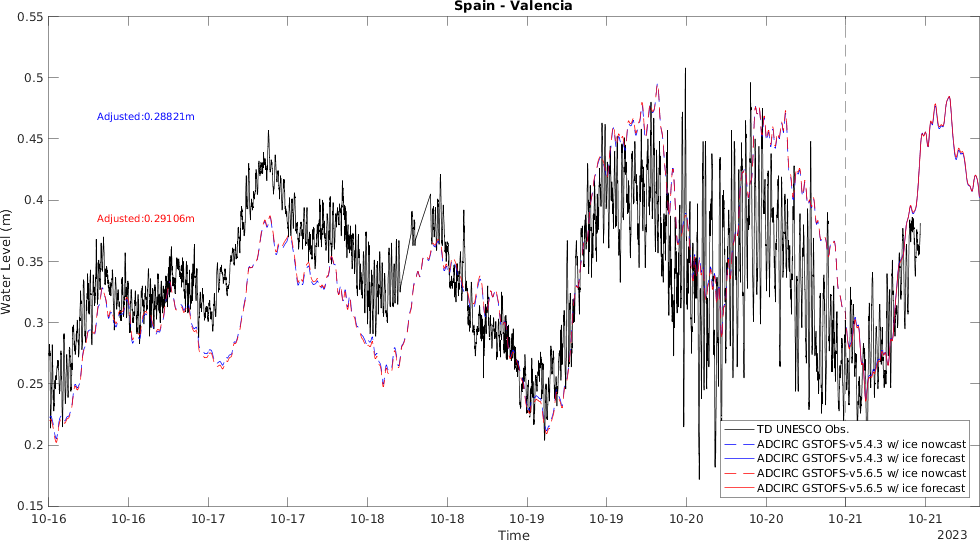 Spain - Valencia
0.55
0.5
0.45
0.4
0.35
0.3
0.25
0.2
0.15
Water Level (m)
Adjusted:0.28821m
Adjusted:0.29106m
TD UNESCO Obs.
ADCIRC GSTOFS-v5.4.3 w/ ice nowcast
ADCIRC GSTOFS-v5.4.3 w/ ice forecast
ADCIRC GSTOFS-v5.6.5 w/ ice nowcast
ADCIRC GSTOFS-v5.6.5 w/ ice forecast
10-16 10-16 10-17 10-17 10-18 10-18 10-19 10-19 10-20 10-20 10-21 10-21
Time
2023